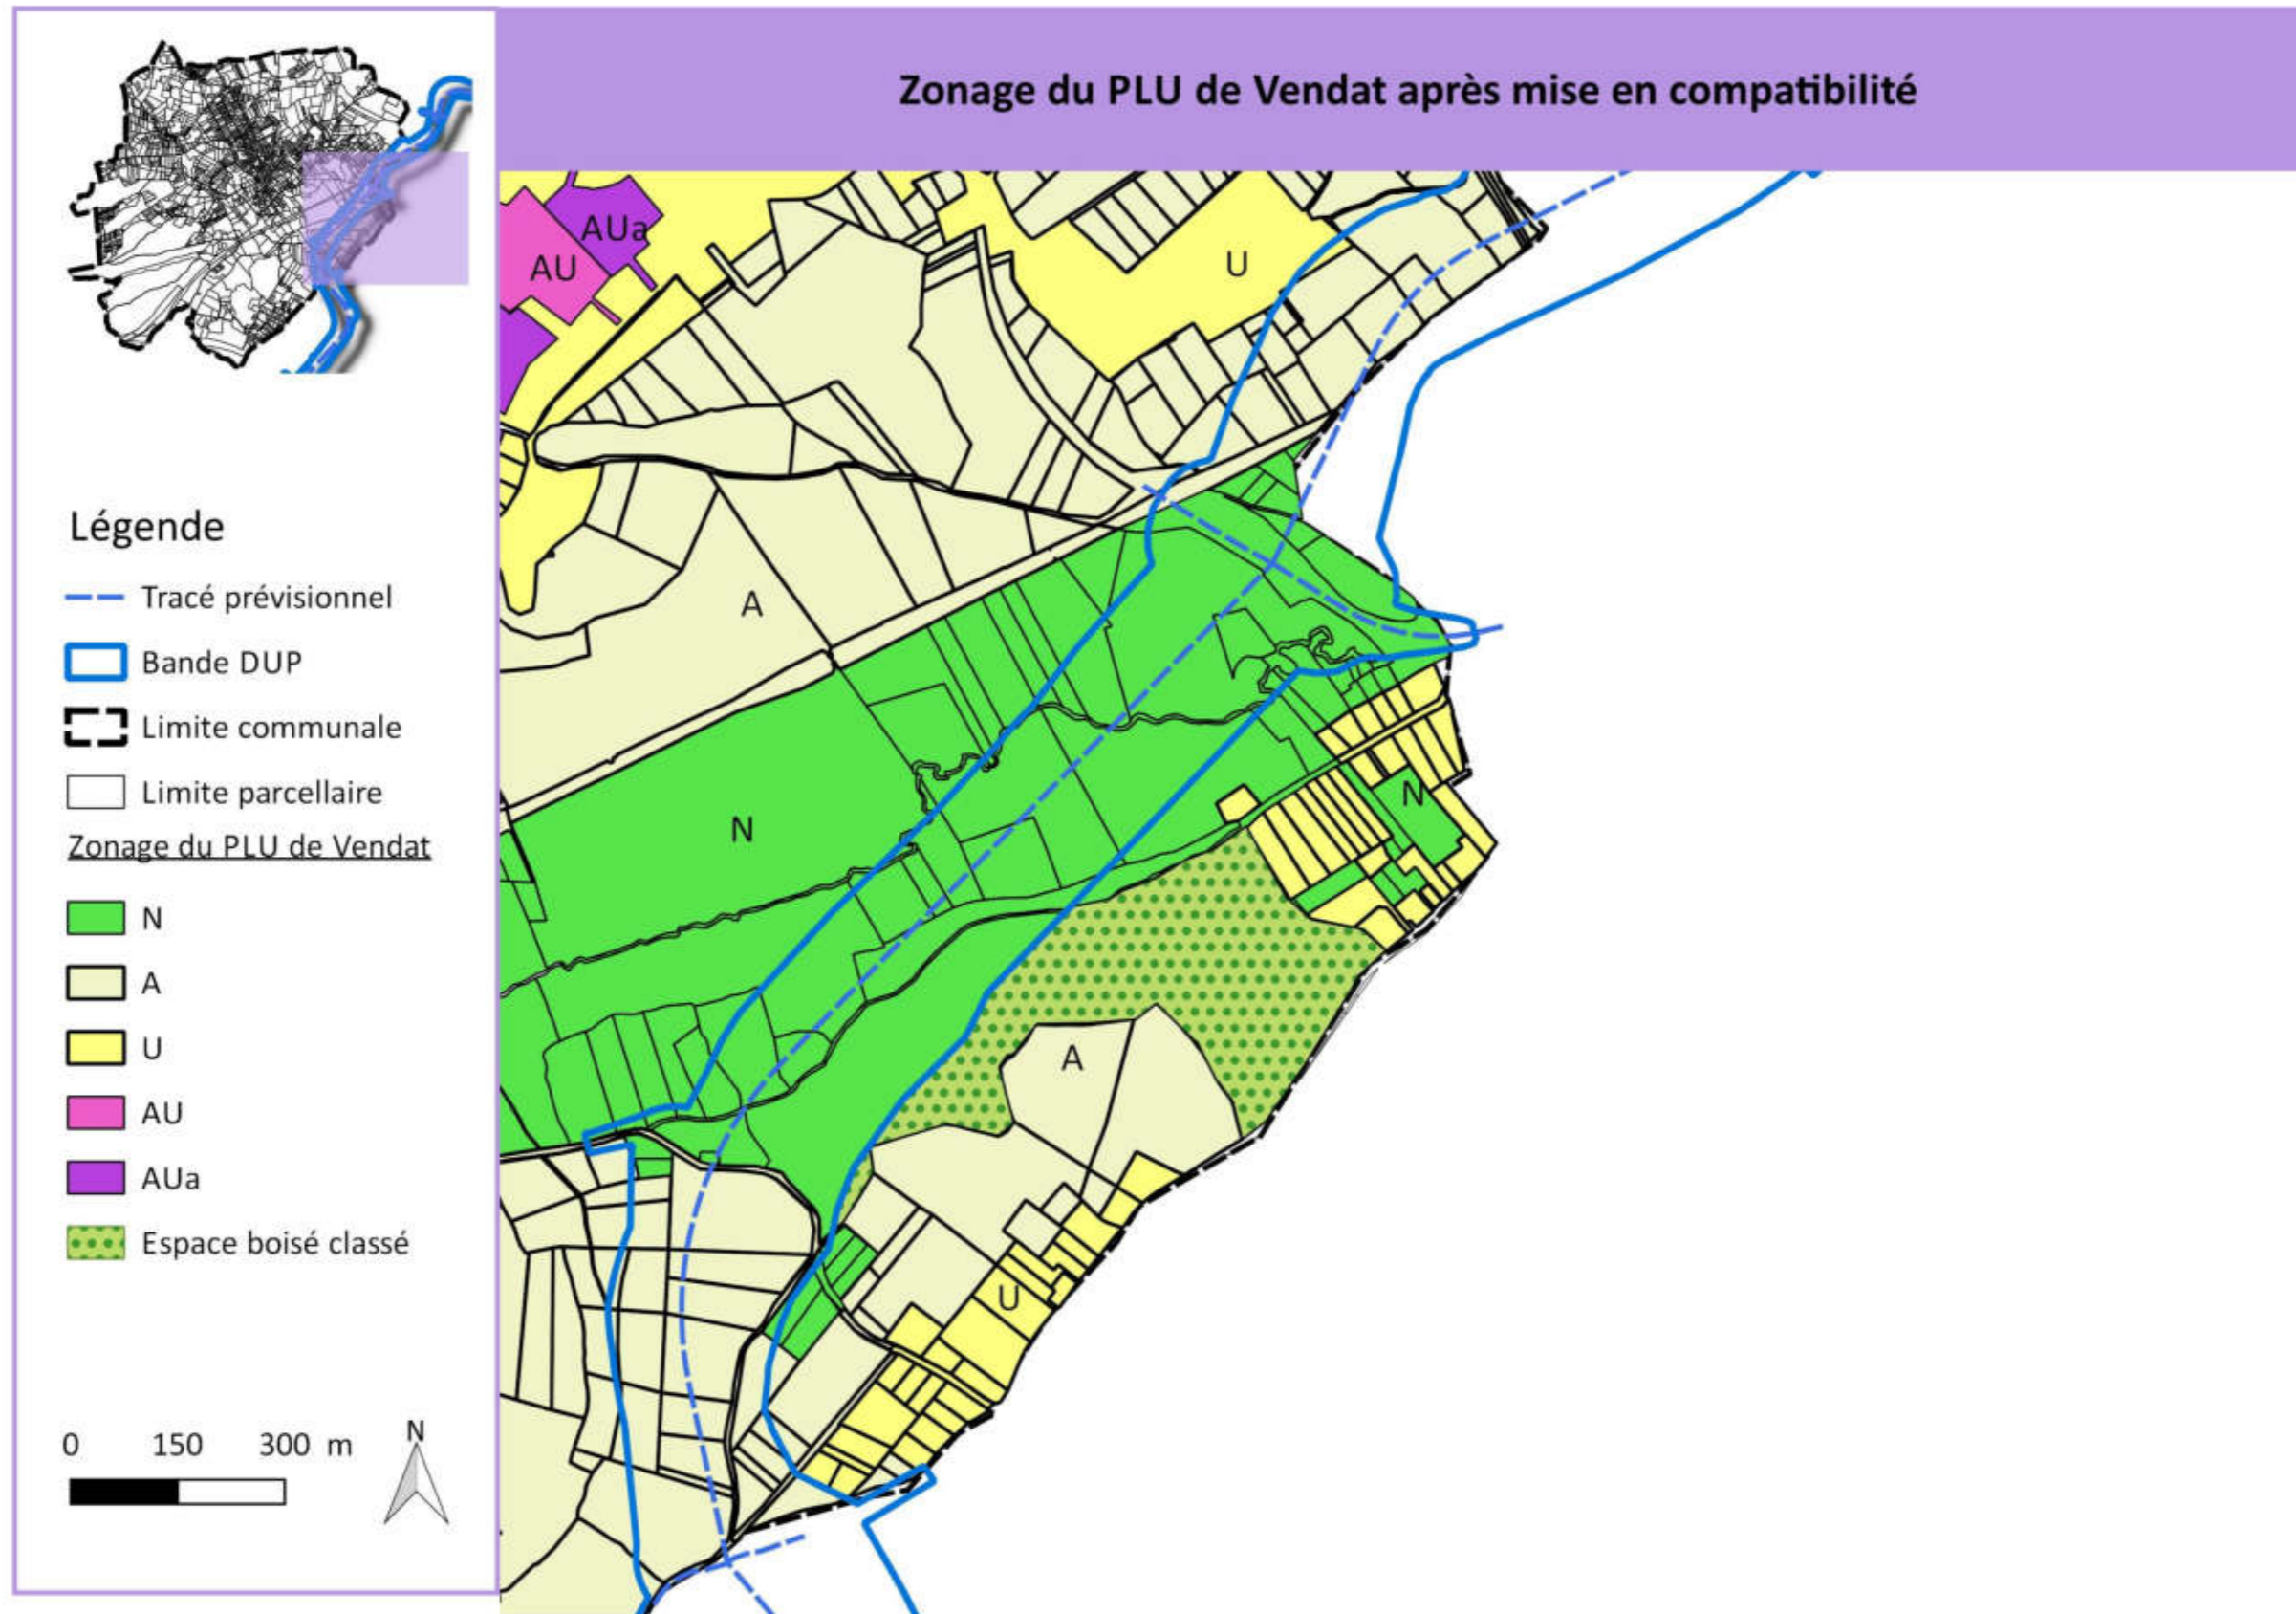 Zonage du PLU de Vendat après mise en compatibilité
Légende
Tracé prévisionnel
Bande DUP
Limite communale
Limite parcellaire
Zonage du PLU de Vendat
N
A
U
AU
AUa
Espace boisé classé
0 150 300 m
N
AUa
AU
U
A
N
N
A
U